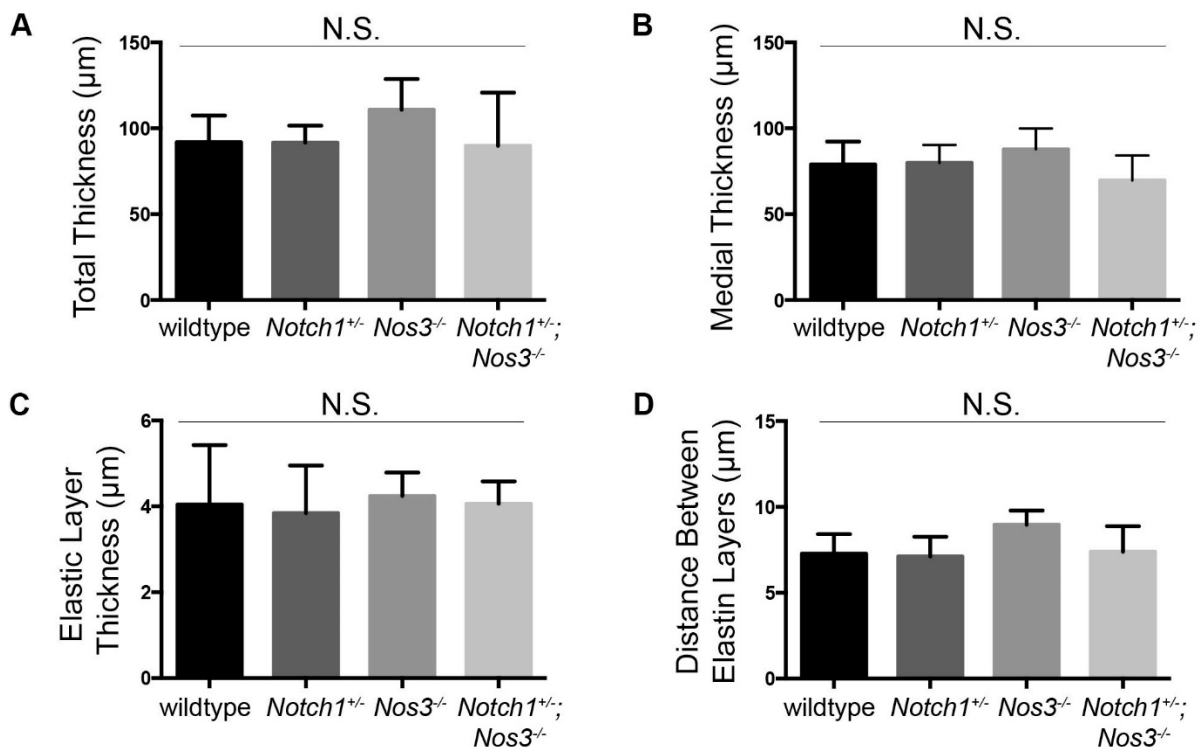 A
N.S.
Total Thickness (µm)
150
100
50
0
wildtype Notch1+/- Nos3-/- Notch1+/-;
Nos3-/-
B
N.S.
Medial Thickness (µm)
150
100
50
0
wildtype Notch1+/- Nos3-/- Notch1+/-;
Nos3-/-
C
N.S.
Elastic Layer
Thickness (µm)
6
4
2
0
wildtype Notch1+/- Nos3-/- Notch1+/-;
Nos3-/-
D
N.S.
Distance Between
Elastin Layers (µm)
15
10
5
0
wildtype Notch1+/- Nos3-/- Notch1+/-;
Nos3-/-